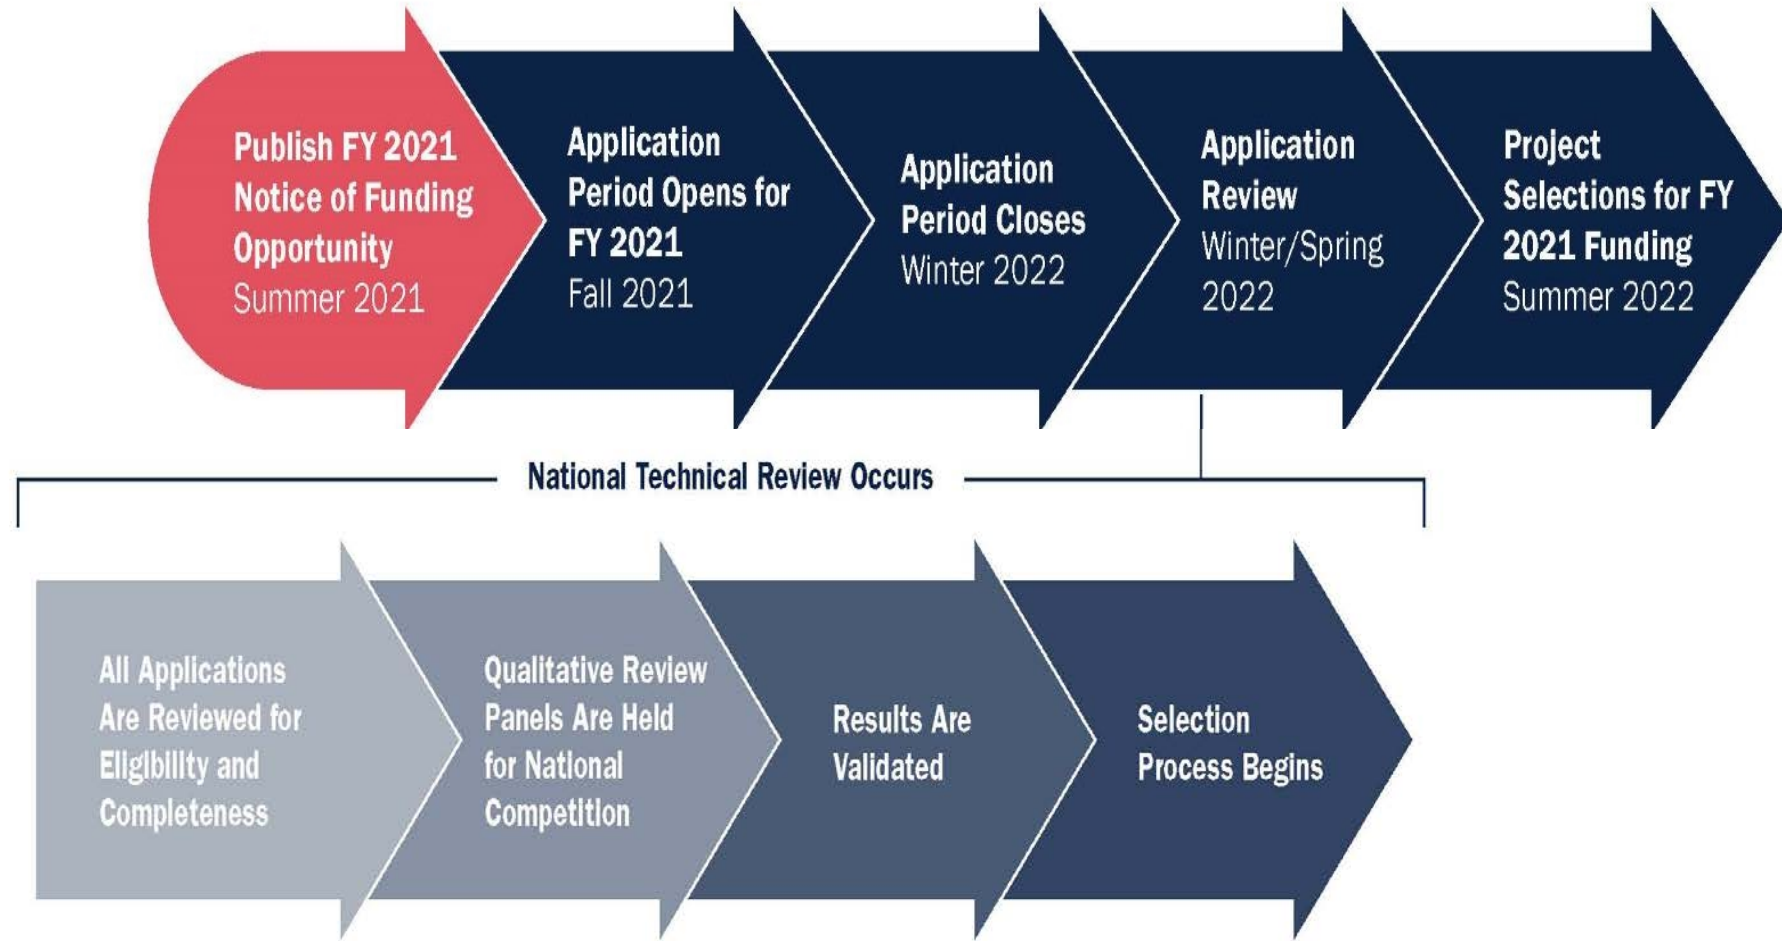 Publish FY 2021
Notice of Funding
Opportunity
Summer 2021
Application
Period Opens for
FY 2021
Fall 2021
Application
Period Closes
Winter 2022
Application
Review
Winter/Spring
2022
Project
Selections for FY
2021 Funding
Summer 2022
National Technical Review Occurs
All Applications
Are Reviewed for
Eligibility and
Completeness
Qualitative Review
Panels Are Held
for National
Competition
Results Are
Validated
Selection
Process Begins